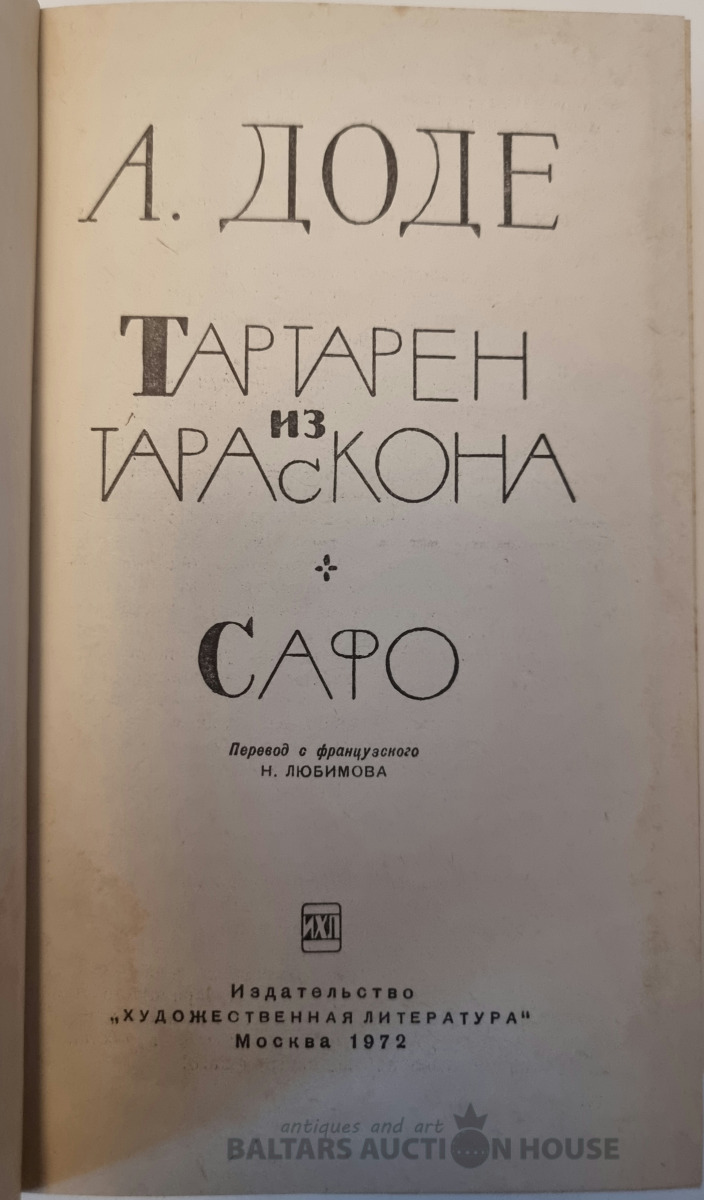 А. ДОДЕ
ТАРТАРЕН
ИЗ
ТАРАСКОНА
САФО
Перевод с французского
Н. ЛЮБИМОВА
ИХЛ
Издательство
„ХУДОЖЕСТВЕННАЯ ЛИТЕРАТУРА“
Москва 1972
antiques and art
BALTARS AUCTION HOUSE